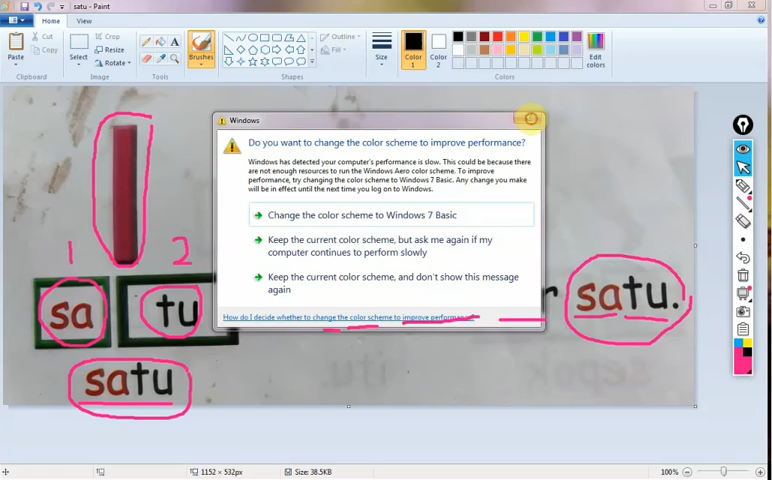 satu - Paint
Home View
Cut
Copy
Paste
Clipboard
Select
Crop
Resize
Rotate
Image
Tools
Brushes
Outline
Fill
Shapes
Size
Color 1
Color 2
Edit colors
Colors
Windows
Do you want to change the color scheme to improve performance?
Windows has detected your computer's performance is slow. This could be because there
are not enough resources to run the Windows Aero color scheme. To improve
performance, try changing the color scheme to Windows 7 Basic. Any change you make
will be in effect until the next time you log on to Windows.
Change the color scheme to Windows 7 Basic
Keep the current color scheme, but ask me again if my
computer continues to perform slowly
Keep the current color scheme, and don't show this message
again
How do I decide whether to change the color scheme to improve performance?
1 2
sa tu
satu
satu.
1152 × 532px
Size: 38.5KB
100%